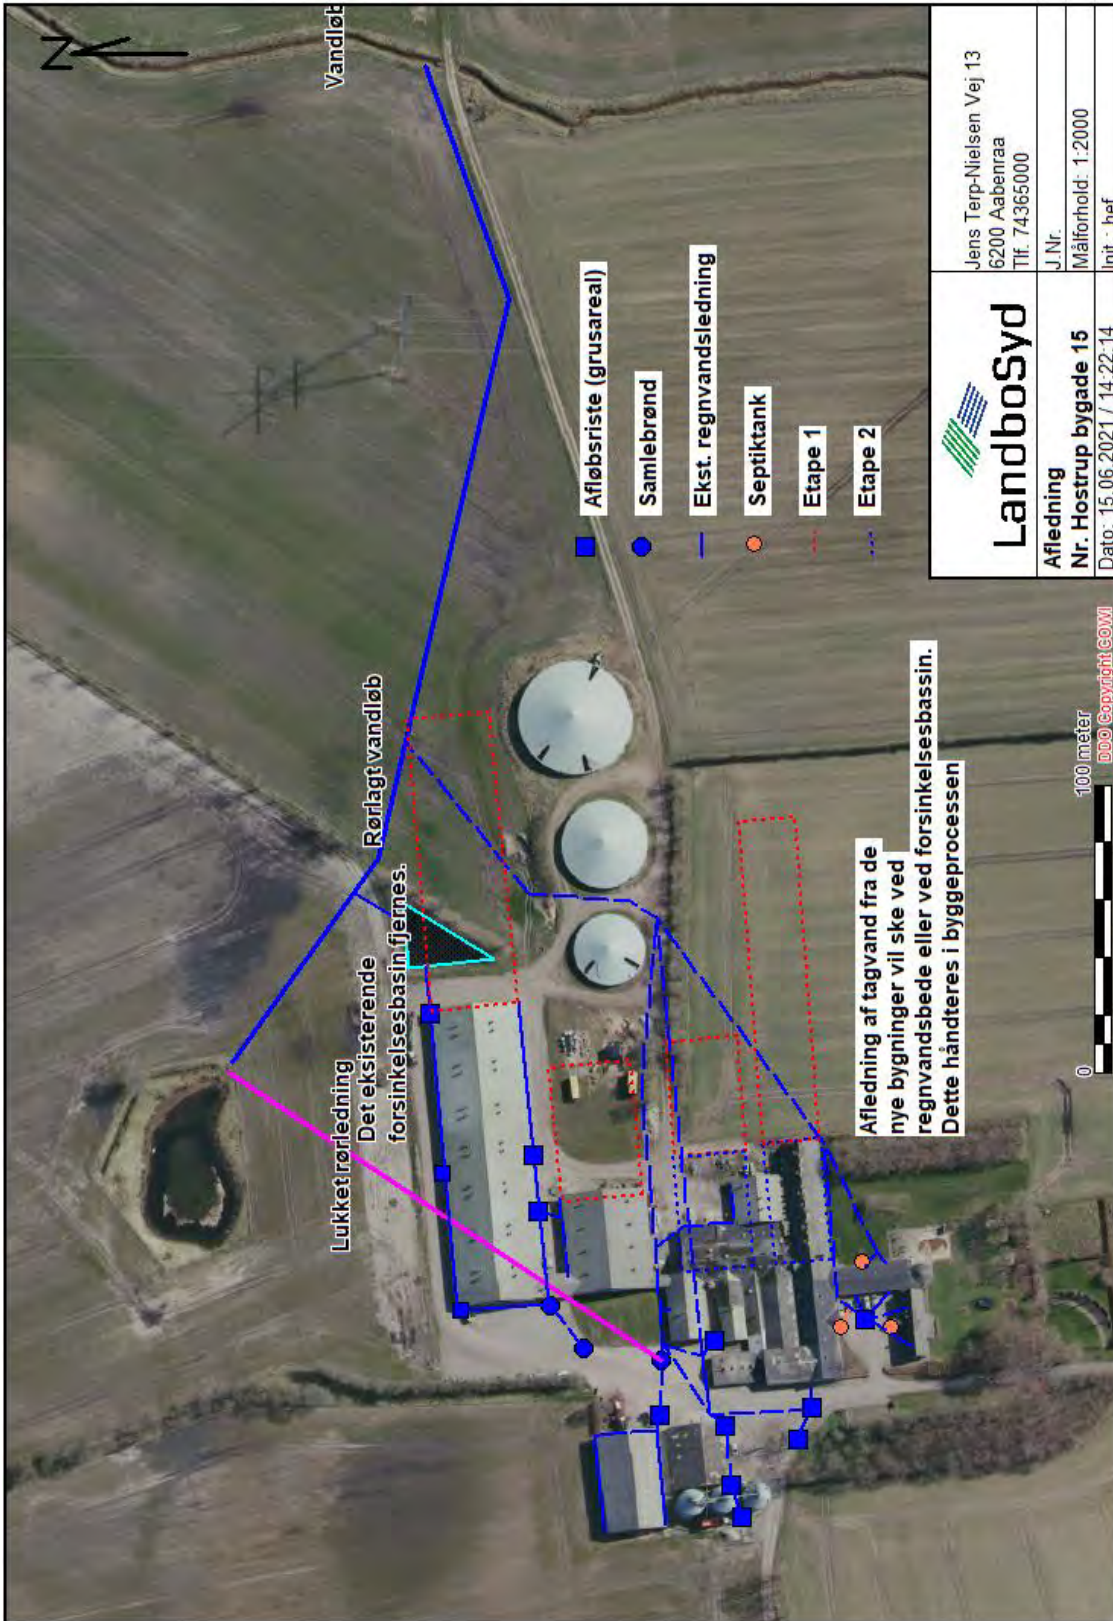 N
Vandløb
Rørlagt vandløb
Lukket rørledning
Det eksisterende
forsinkelsesbasin fjernes.
Afløbsriste (grusareal)
Samlebrønd
Ekst. regnvandsledning
Septiktank
Etape 1
Etape 2
Afledning af tagvand fra de
nye bygninger vil ske ved
regnvandsbede eller ved forsinkelsesbassin.
Dette håndteres i byggeprocessen
0
100 meter
DDO Copyright COWI
LandboSyd
Jens Terp-Nielsen Vej 13
6200 Aabenraa
Tlf. 74365000
Afledning
Nr. Hostrup bygade 15
Dato : 15.06.2021 / 14:22:14
J.Nr.
Målforhold: 1:2000
Init. : hef